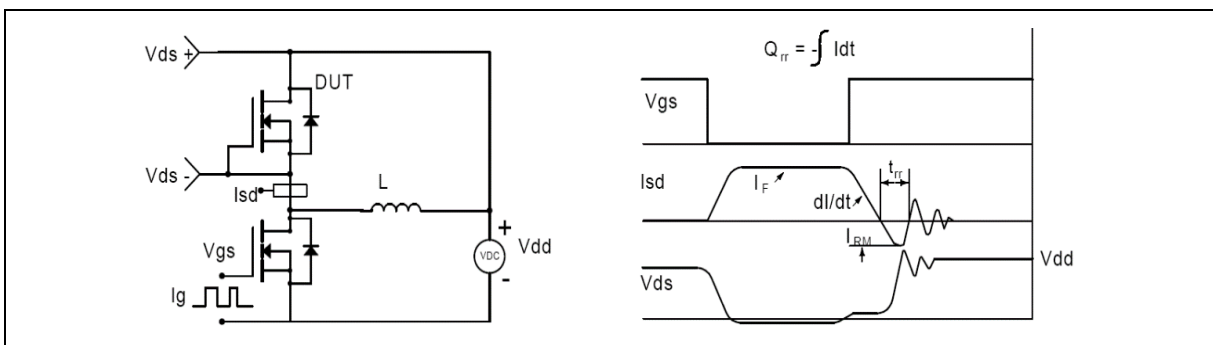 Vds +
DUT
Vds -
Isd
L
Vgs
Ig
+
VDC
-
Vdd
Q_rr = -∫ Idt
Vgs
Isd
I_F
dI/dt
t_rr
I_RM
Vdd
Vds